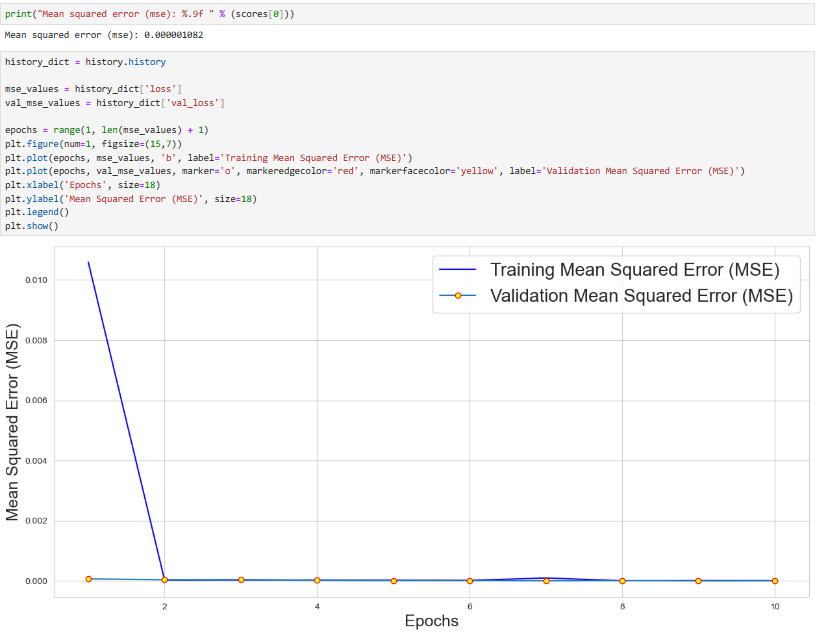 print("Mean squared error (mse): %.9f " % (scores[0]))
Mean squared error (mse): 0.000001082
history_dict = history.history
mse_values = history_dict['loss']
val_mse_values = history_dict['val_loss']
epochs = range(1, len(mse_values) + 1)
plt.figure(num=1, figsize=(15,7))
plt.plot(epochs, mse_values, 'b', label='Training Mean Squared Error (MSE)')
plt.plot(epochs, val_mse_values, marker='o', markeredgecolor='red', markerfacecolor='yellow', label='Validation Mean Squared Error (MSE)')
plt.xlabel('Epochs', size=18)
plt.ylabel('Mean Squared Error (MSE)', size=18)
plt.legend()
plt.show()
Training Mean Squared Error (MSE)
Validation Mean Squared Error (MSE)
Mean Squared Error (MSE)
0.010
0.008
0.006
0.004
0.002
0.000
2 4 6 8 10
Epochs